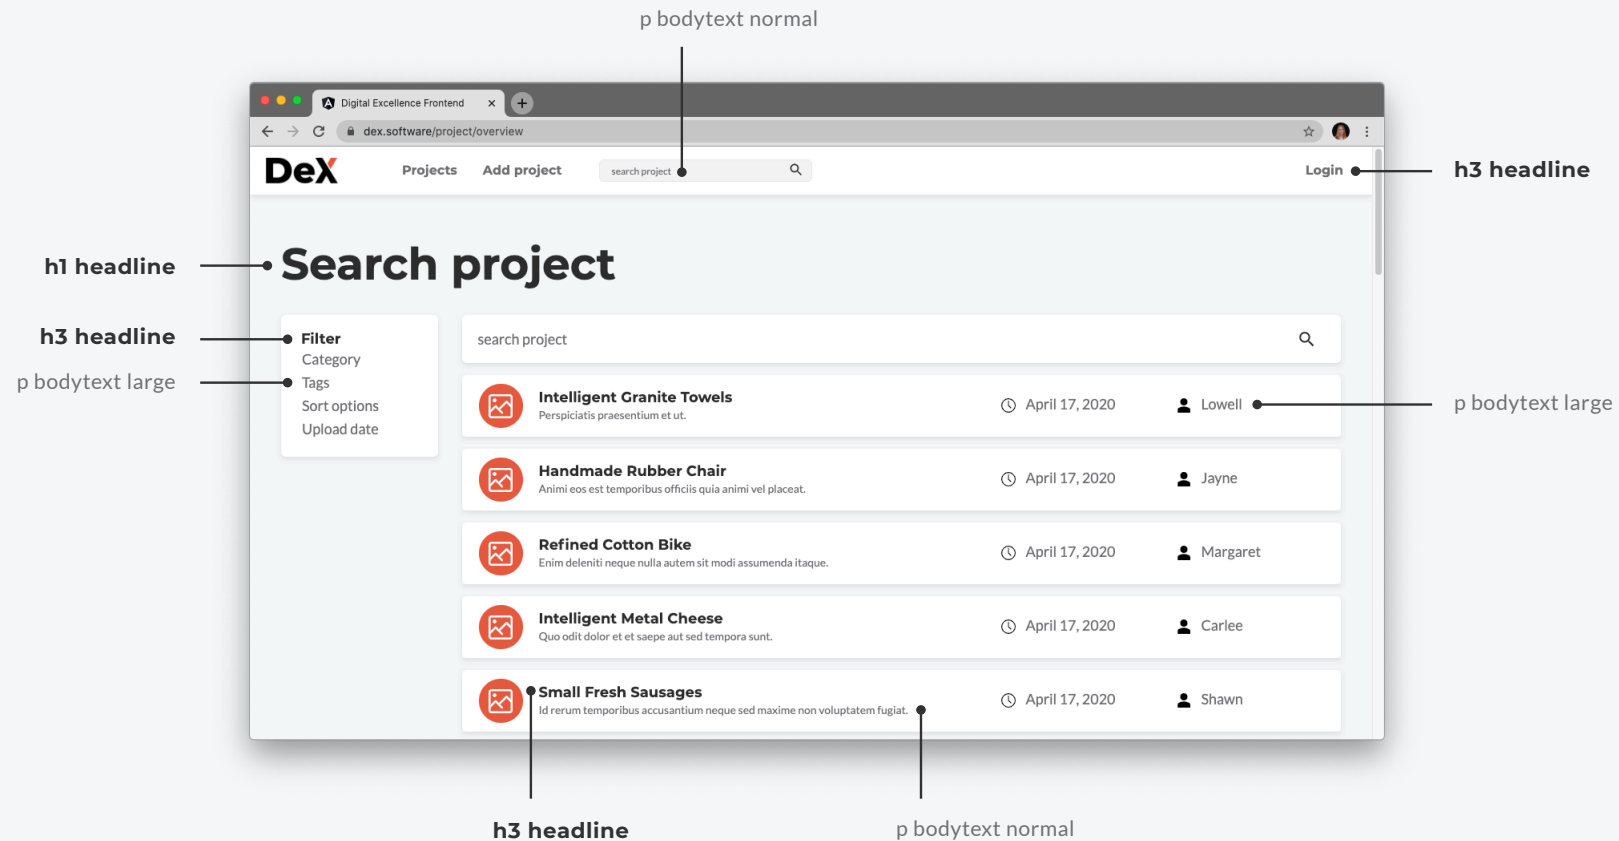 p bodytext normal
Digital Excellence Frontend
dex.software/project/overview
DeX
Projects
Add project
search project
Login
h3 headline
h1 headline
Search project
h3 headline
p bodytext large
Filter
Category
Tags
Sort options
Upload date
search project
Intelligent Granite Towels
Perspiciatis praesentium et ut.
April 17, 2020
Lowell
p bodytext large
Handmade Rubber Chair
Animi eos est temporibus officiis quia animi vel placeat.
April 17, 2020
Jayne
Refined Cotton Bike
Enim deleniti neque nulla autem sit modi assumenda itaque.
April 17, 2020
Margaret
Intelligent Metal Cheese
Quo odit dolor et et saepe aut sed tempora sunt.
April 17, 2020
Carlee
Small Fresh Sausages
Id rerum temporibus accusantium neque sed maxime non voluptatem fugiat.
April 17, 2020
Shawn
h3 headline
p bodytext normal